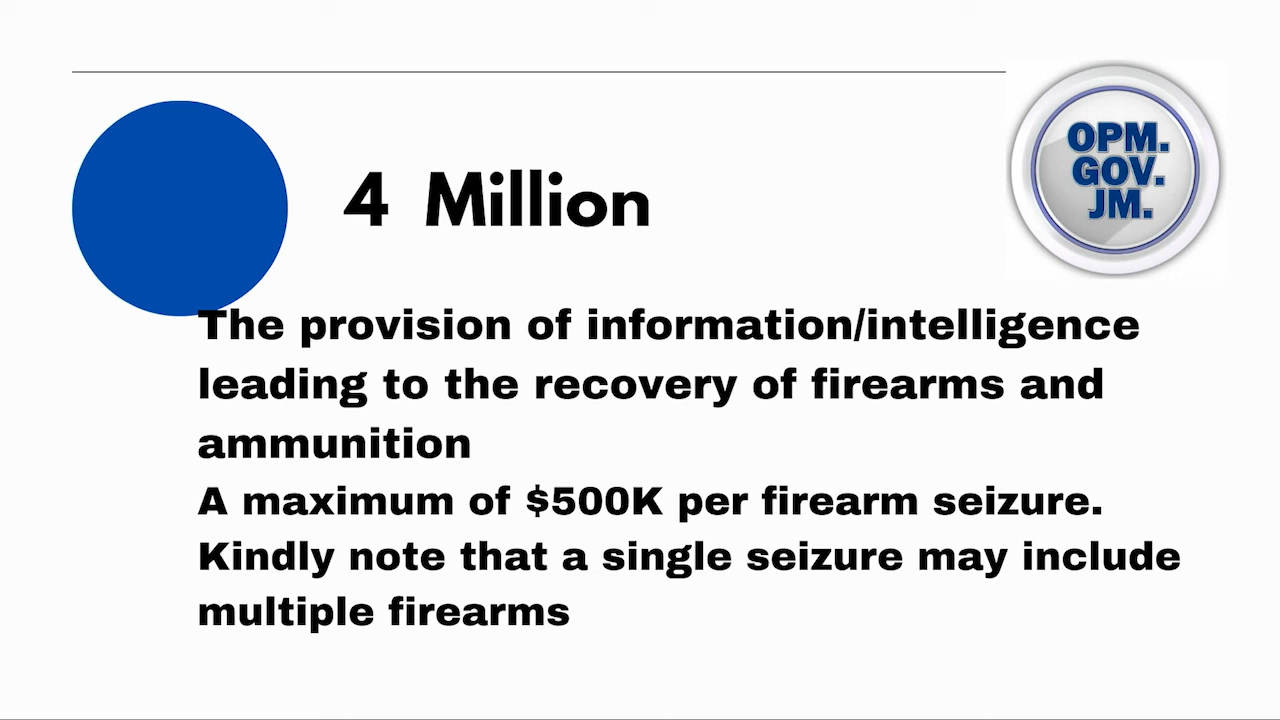 OPM.
GOV.
JM.
4 Million
The provision of information/intelligence
leading to the recovery of firearms and
ammunition
A maximum of $500K per firearm seizure.
Kindly note that a single seizure may include
multiple firearms